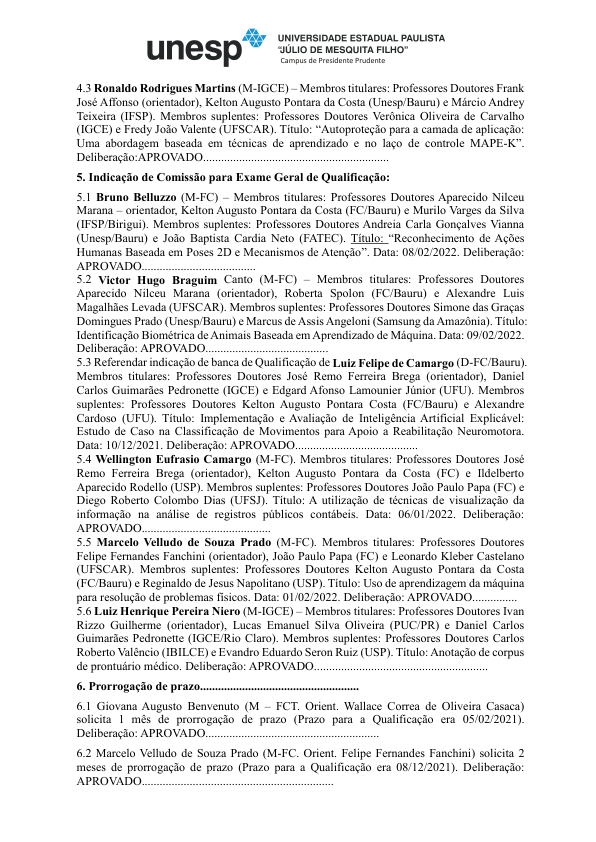 unesp
UNIVERSIDADE ESTADUAL PAULISTA
"JÚLIO DE MESQUITA FILHO"
Campus de Presidente Prudente
4.3 Ronaldo Rodrigues Martins (M-IGCE) – Membros titulares: Professores Doutores Frank
José Affonso (orientador), Kelton Augusto Pontara da Costa (Unesp/Bauru) e Márcio Andrey
Teixeira (IFSP). Membros suplentes: Professores Doutores Verônica Oliveira de Carvalho
(IGCE) e Fredy João Valente (UFSCAR). Título: “Autoproteção para a camada de aplicação:
Uma abordagem baseada em técnicas de aprendizado e no laço de controle MAPE-K”.
Deliberação:APROVADO..............................................................
5. Indicação de Comissão para Exame Geral de Qualificação:
5.1 Bruno Belluzzo (M-FC) – Membros titulares: Professores Doutores Aparecido Nilceu
Marana – orientador, Kelton Augusto Pontara da Costa (FC/Bauru) e Murilo Varges da Silva
(IFSP/Birigui). Membros suplentes: Professores Doutores Andreia Carla Gonçalves Vianna
(Unesp/Bauru) e João Baptista Cardia Neto (FATEC). Título: “Reconhecimento de Ações
Humanas Baseada em Poses 2D e Mecanismos de Atenção”. Data: 08/02/2022. Deliberação:
APROVADO......................................
5.2 Victor Hugo Braguim Canto (M-FC) – Membros titulares: Professores Doutores
Aparecido Nilceu Marana (orientador), Roberta Spolon (FC/Bauru) e Alexandre Luis
Magalhães Levada (UFSCAR). Membros suplentes: Professores Doutores Simone das Graças
Domingues Prado (Unesp/Bauru) e Marcus de Assis Angeloni (Samsung da Amazônia). Título:
Identificação Biométrica de Animais Baseada em Aprendizado de Máquina. Data: 09/02/2022.
Deliberação: APROVADO.........................................
5.3 Referendar indicação de banca de Qualificação de Luiz Felipe de Camargo (D-FC/Bauru).
Membros titulares: Professores Doutores José Remo Ferreira Brega (orientador), Daniel
Carlos Guimarães Pedronette (IGCE) e Edgard Afonso Lamounier Júnior (UFU). Membros
suplentes: Professores Doutores Kelton Augusto Pontara Costa (FC/Bauru) e Alexandre
Cardoso (UFU). Título: Implementação e Avaliação de Inteligência Artificial Explicável:
Estudo de Caso na Classificação de Movimentos para Apoio a Reabilitação Neuromotora.
Data: 10/12/2021. Deliberação: APROVADO.........................................
5.4 Wellington Eufrasio Camargo (M-FC). Membros titulares: Professores Doutores José
Remo Ferreira Brega (orientador), Kelton Augusto Pontara da Costa (FC) e Ildelberto
Aparecido Rodello (USP). Membros suplentes: Professores Doutores João Paulo Papa (FC) e
Diego Roberto Colombo Dias (UFSJ). Título: A utilização de técnicas de visualização da
informação na análise de registros públicos contábeis. Data: 06/01/2022. Deliberação:
APROVADO...........................................
5.5 Marcelo Velludo de Souza Prado (M-FC). Membros titulares: Professores Doutores
Felipe Fernandes Fanchini (orientador), João Paulo Papa (FC) e Leonardo Kleber Castelano
(UFSCAR). Membros suplentes: Professores Doutores Kelton Augusto Pontara da Costa
(FC/Bauru) e Reginaldo de Jesus Napolitano (USP). Título: Uso de aprendizagem da máquina
para resolução de problemas físicos. Data: 01/02/2022. Deliberação: APROVADO...............
5.6 Luiz Henrique Pereira Niero (M-IGCE) – Membros titulares: Professores Doutores Ivan
Rizzo Guilherme (orientador), Lucas Emanuel Silva Oliveira (PUC/PR) e Daniel Carlos
Guimarães Pedronette (IGCE/Rio Claro). Membros suplentes: Professores Doutores Carlos
Roberto Valêncio (IBILCE) e Evandro Eduardo Seron Ruiz (USP). Título: Anotação de corpus
de prontuário médico. Deliberação: APROVADO..........................................................
6. Prorrogação de prazo.....................................................
6.1 Giovana Augusto Benvenuto (M – FCT. Orient. Wallace Correa de Oliveira Casaca)
solicita 1 mês de prorrogação de prazo (Prazo para a Qualificação era 05/02/2021).
Deliberação: APROVADO..........................................................
6.2 Marcelo Velludo de Souza Prado (M-FC. Orient. Felipe Fernandes Fanchini) solicita 2
meses de prorrogação de prazo (Prazo para a Qualificação era 08/12/2021). Deliberação:
APROVADO................................................................